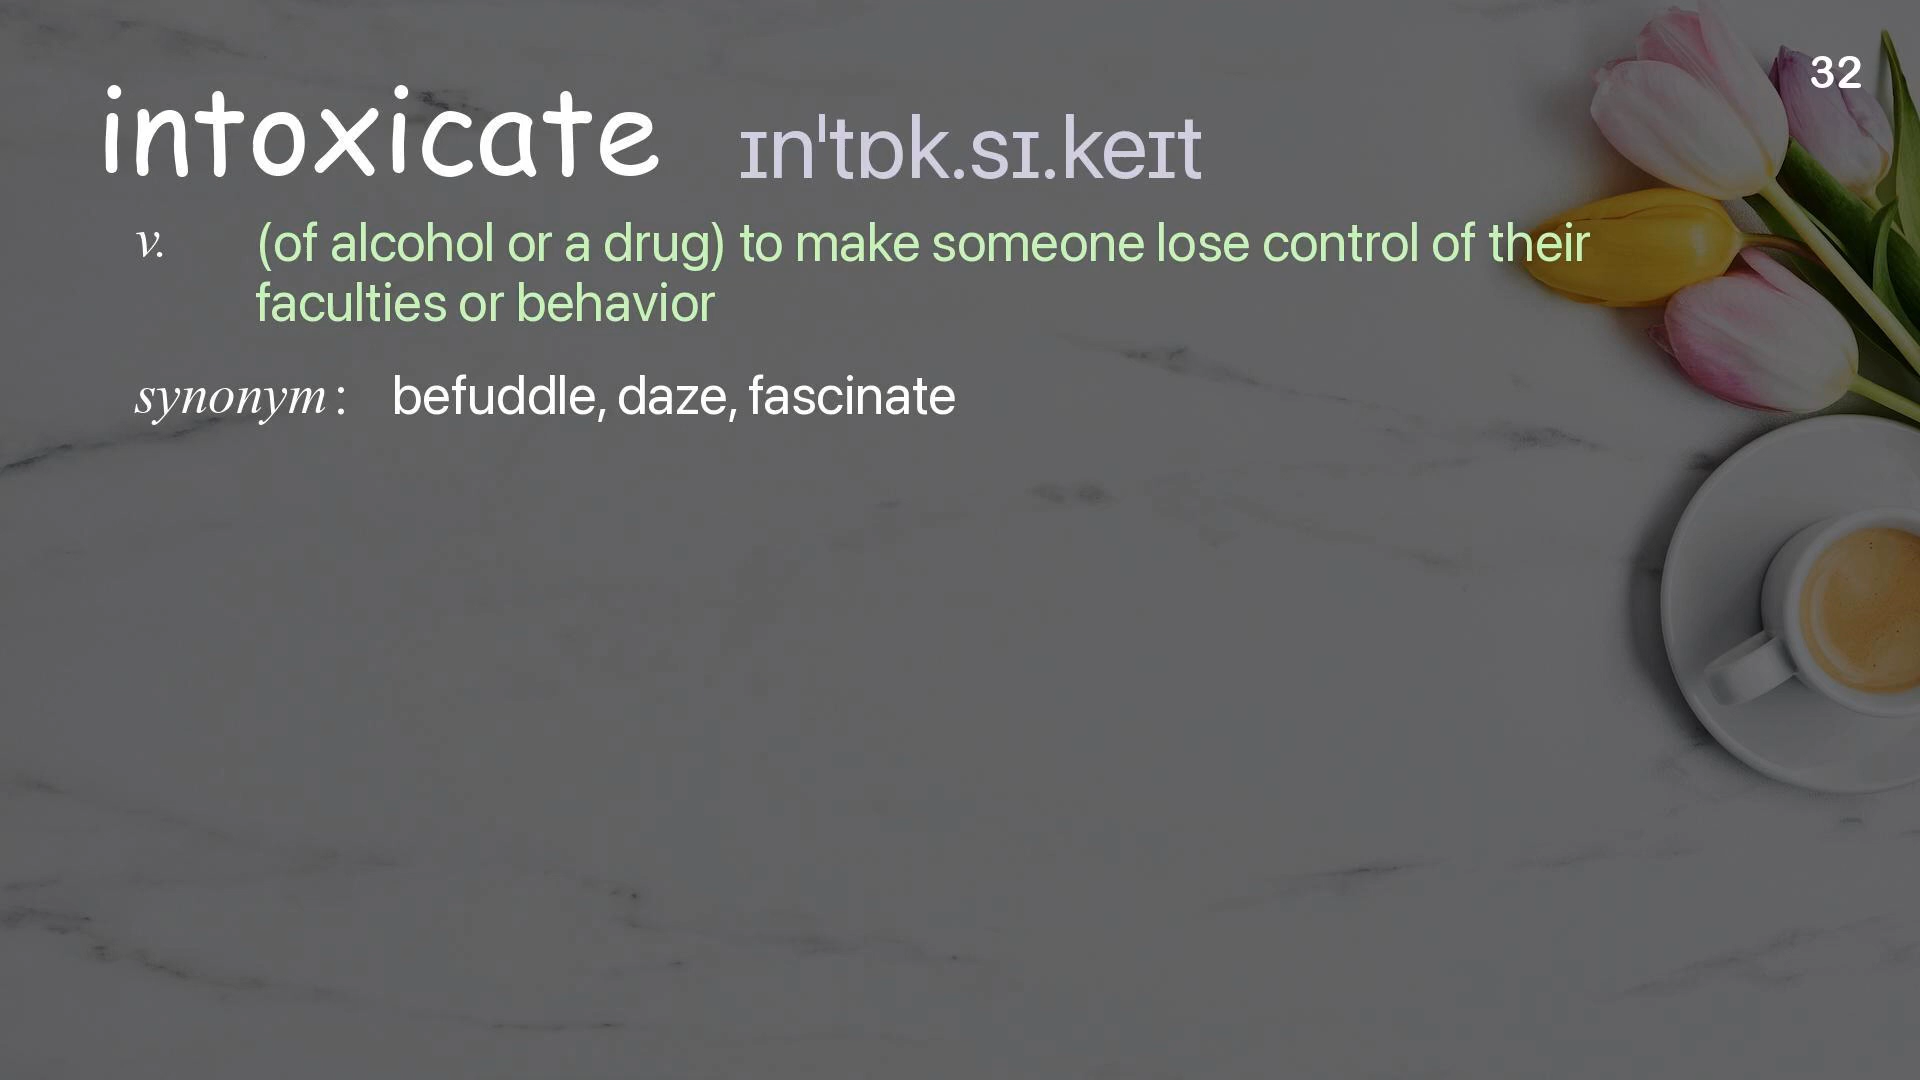 32
intoxicate ɪnˈtɒk.sɪ.keɪt
v. (of alcohol or a drug) to make someone lose control of their
faculties or behavior
synonym: befuddle, daze, fascinate